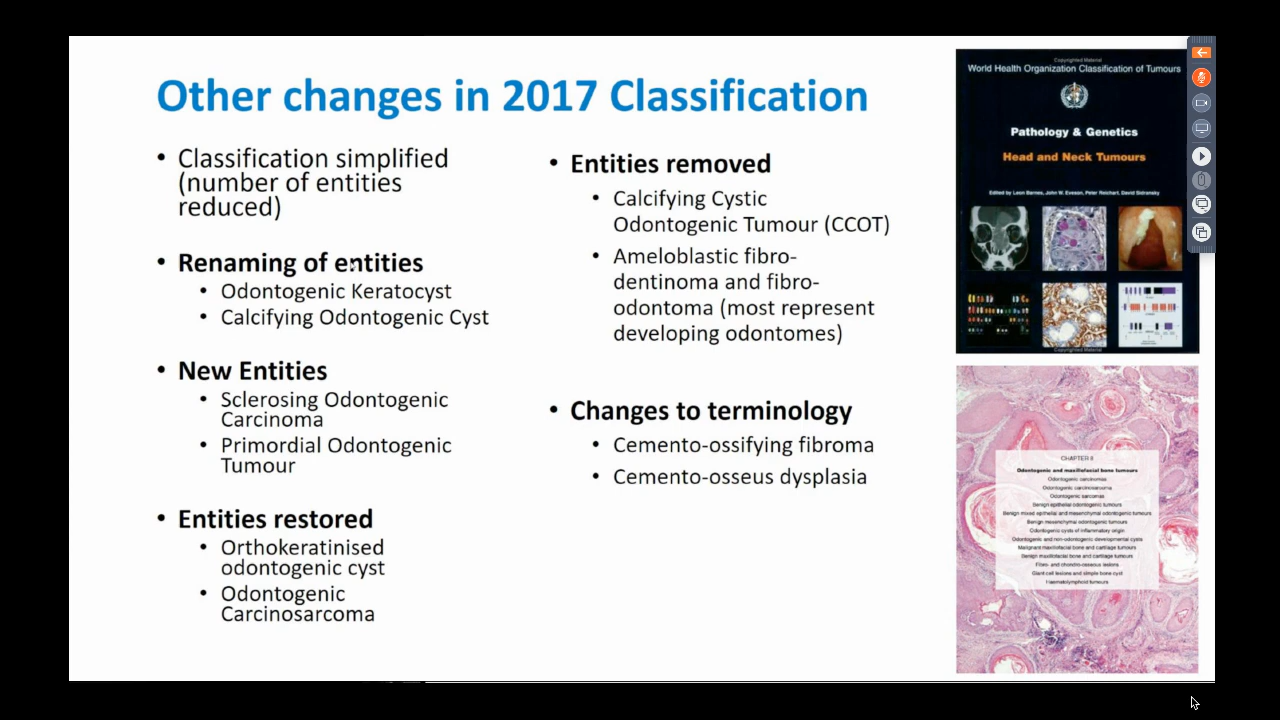 Other changes in 2017 Classification
• Classification simplified
(number of entities
reduced)
• Renaming of entities
• Odontogenic Keratocyst
• Calcifying Odontogenic Cyst
• New Entities
• Sclerosing Odontogenic
Carcinoma
• Primordial Odontogenic
Tumour
• Entities restored
• Orthokeratinised
odontogenic cyst
• Odontogenic
Carcinosarcoma
• Entities removed
• Calcifying Cystic
Odontogenic Tumour (CCOT)
• Ameloblastic fibro-
dentinoma and fibro-
odontoma (most represent
developing odontomes)
• Changes to terminology
• Cemento-ossifying fibroma
• Cemento-osseus dysplasia
Copyrighted Material
World Health Organization Classification of Tumours
Pathology & Genetics
Head and Neck Tumours
Edited by Leon Barnes, John W. Eveson, Peter Reichart, David Sidransky
Copyrighted Material
CHAPTER 8
Odontogenic and maxillofacial bone tumours
Odontogenic carcinomas
Odontogenic carcinosarcoma
Odontogenic sarcomas
Benign epithelial odontogenic tumours
Benign mixed epithelial and mesenchymal odontogenic tumours
Benign mesenchymal odontogenic tumours
Odontogenic cysts of inflammatory origin
Odontogenic and non-odontogenic developmental cysts
Malignant maxillofacial bone and cartilage tumours
Benign maxillofacial bone and cartilage tumours
Fibro- and chondro-osseous lesions
Giant cell lesions and simple bone cyst
Haematolymphoid tumours